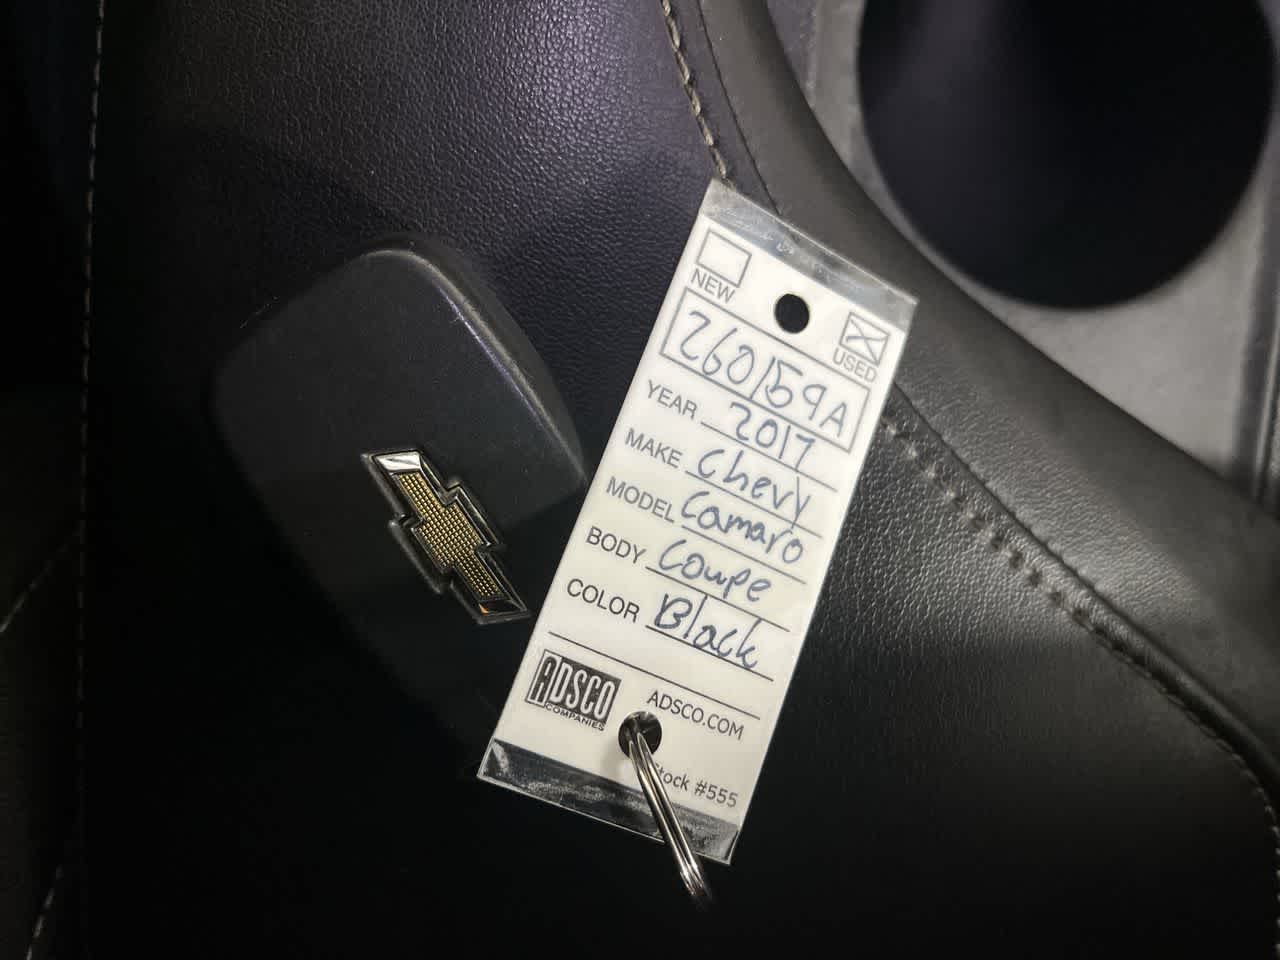 NEW
USED
260159A
YEAR 2017
MAKE Chevy
MODEL Camaro
BODY Coupe
COLOR Black
ADSCO
COMPANIES
ADSCO.COM
Stock #555